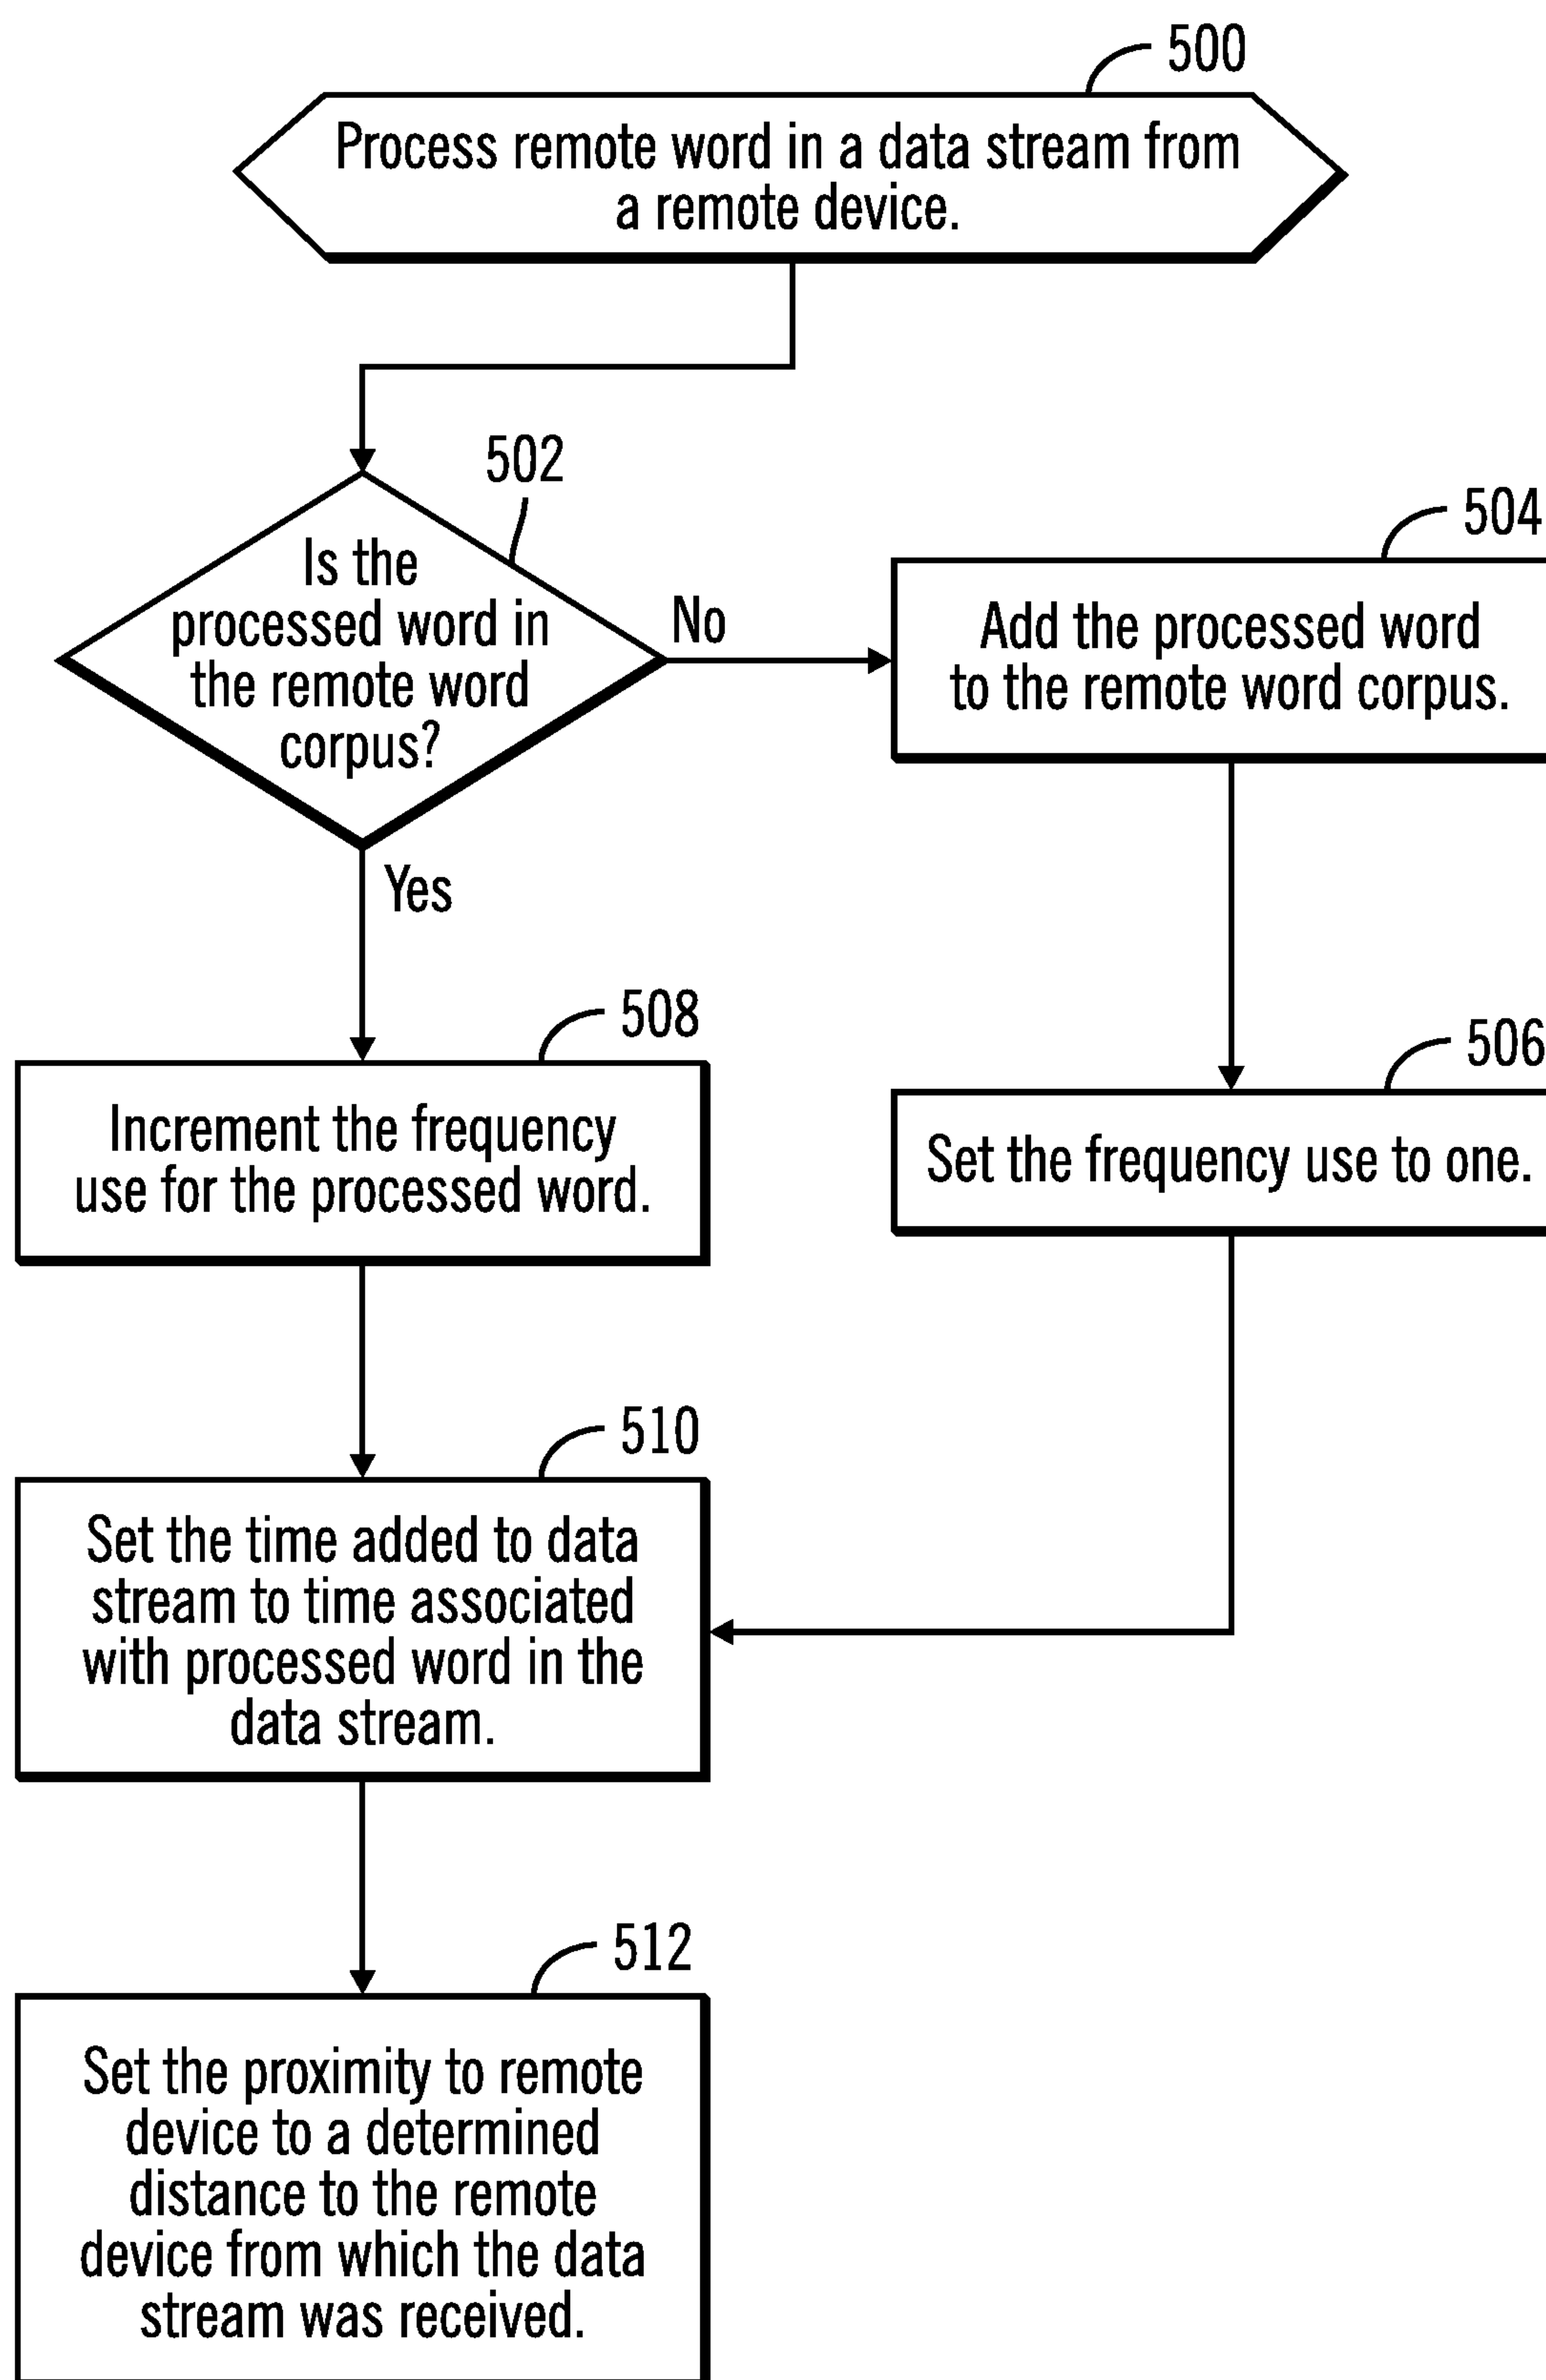 500
Process remote word in a data stream from
a remote device.
502
Is the
processed word in
the remote word
corpus?
No
504
Add the processed word
to the remote word corpus.
Yes
508
Increment the frequency
use for the processed word.
506
Set the frequency use to one.
510
Set the time added to data
stream to time associated
with processed word in the
data stream.
512
Set the proximity to remote
device to a determined
distance to the remote
device from which the data
stream was received.